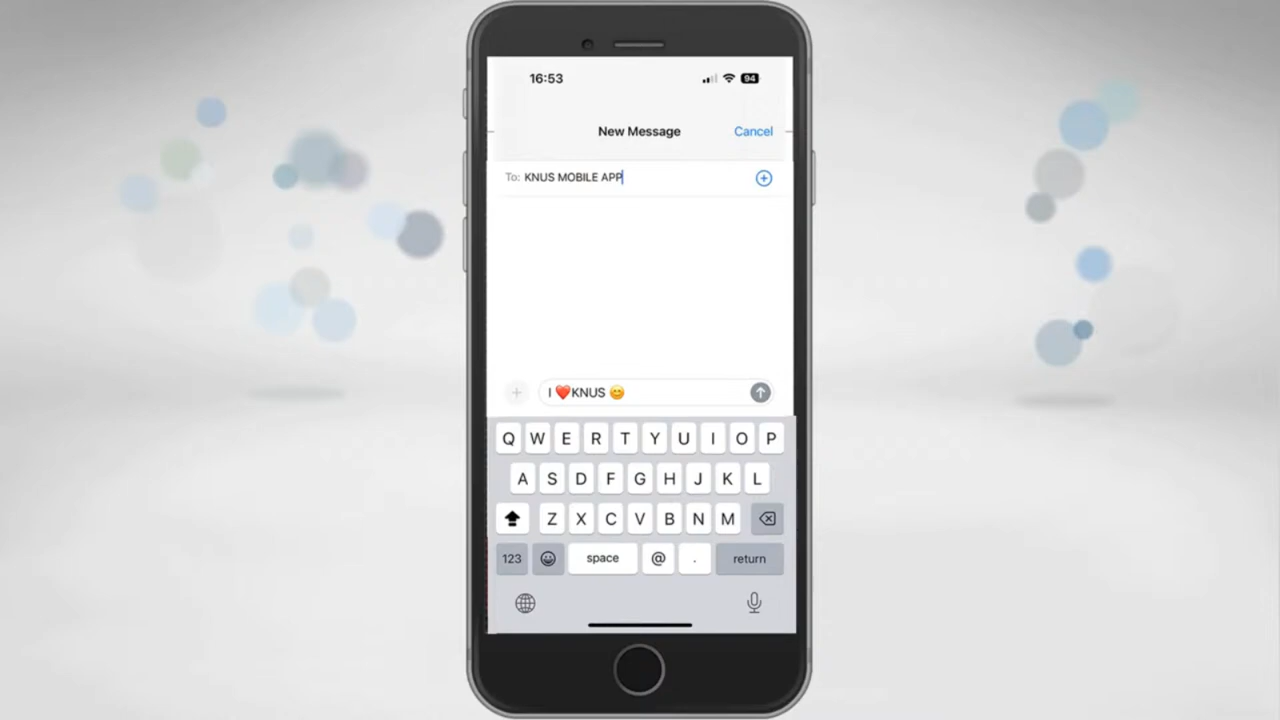 16:53 94
New Message Cancel
To: KNUS MOBILE APP
I ❤️KNUS 😊
Q W E R T Y U I O P
A S D F G H J K L
Z X C V B N M
123 space @ . return